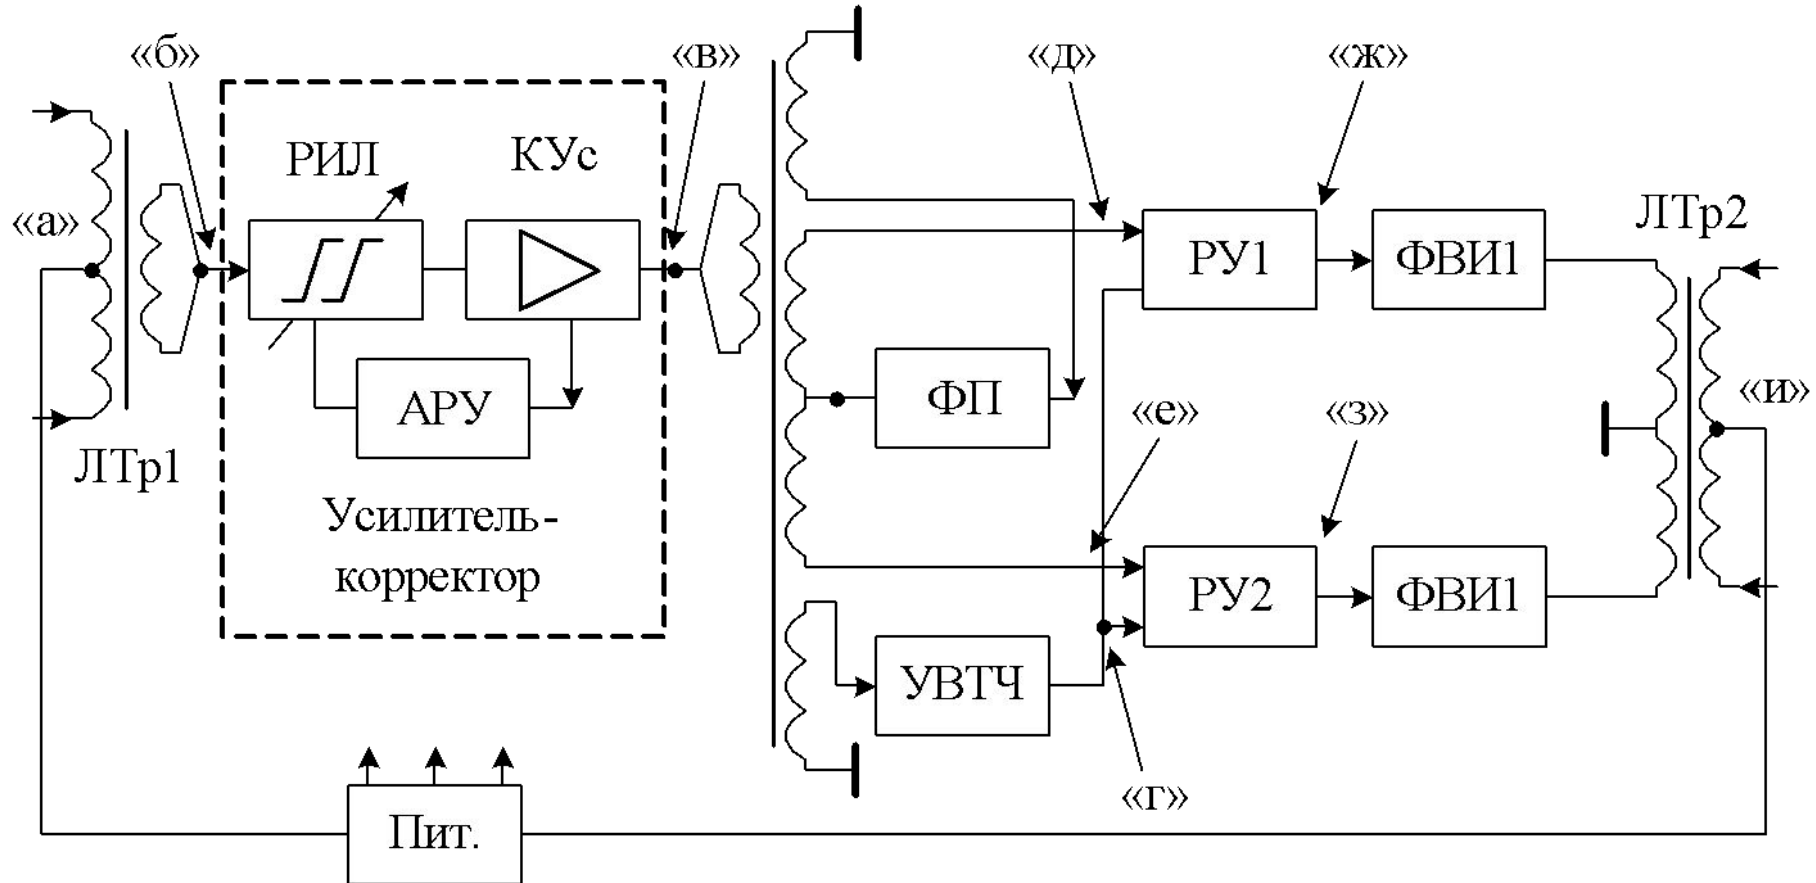 «б»
«в»
«д»
«ж»
РИЛ
КУс
«а»
ЛТр2
РУ1
ФВИ1
АРУ
ФП
«е»
«з»
«и»
ЛТр1
Усилитель-
корректор
РУ2
ФВИ1
УВТЧ
«г»
Пит.